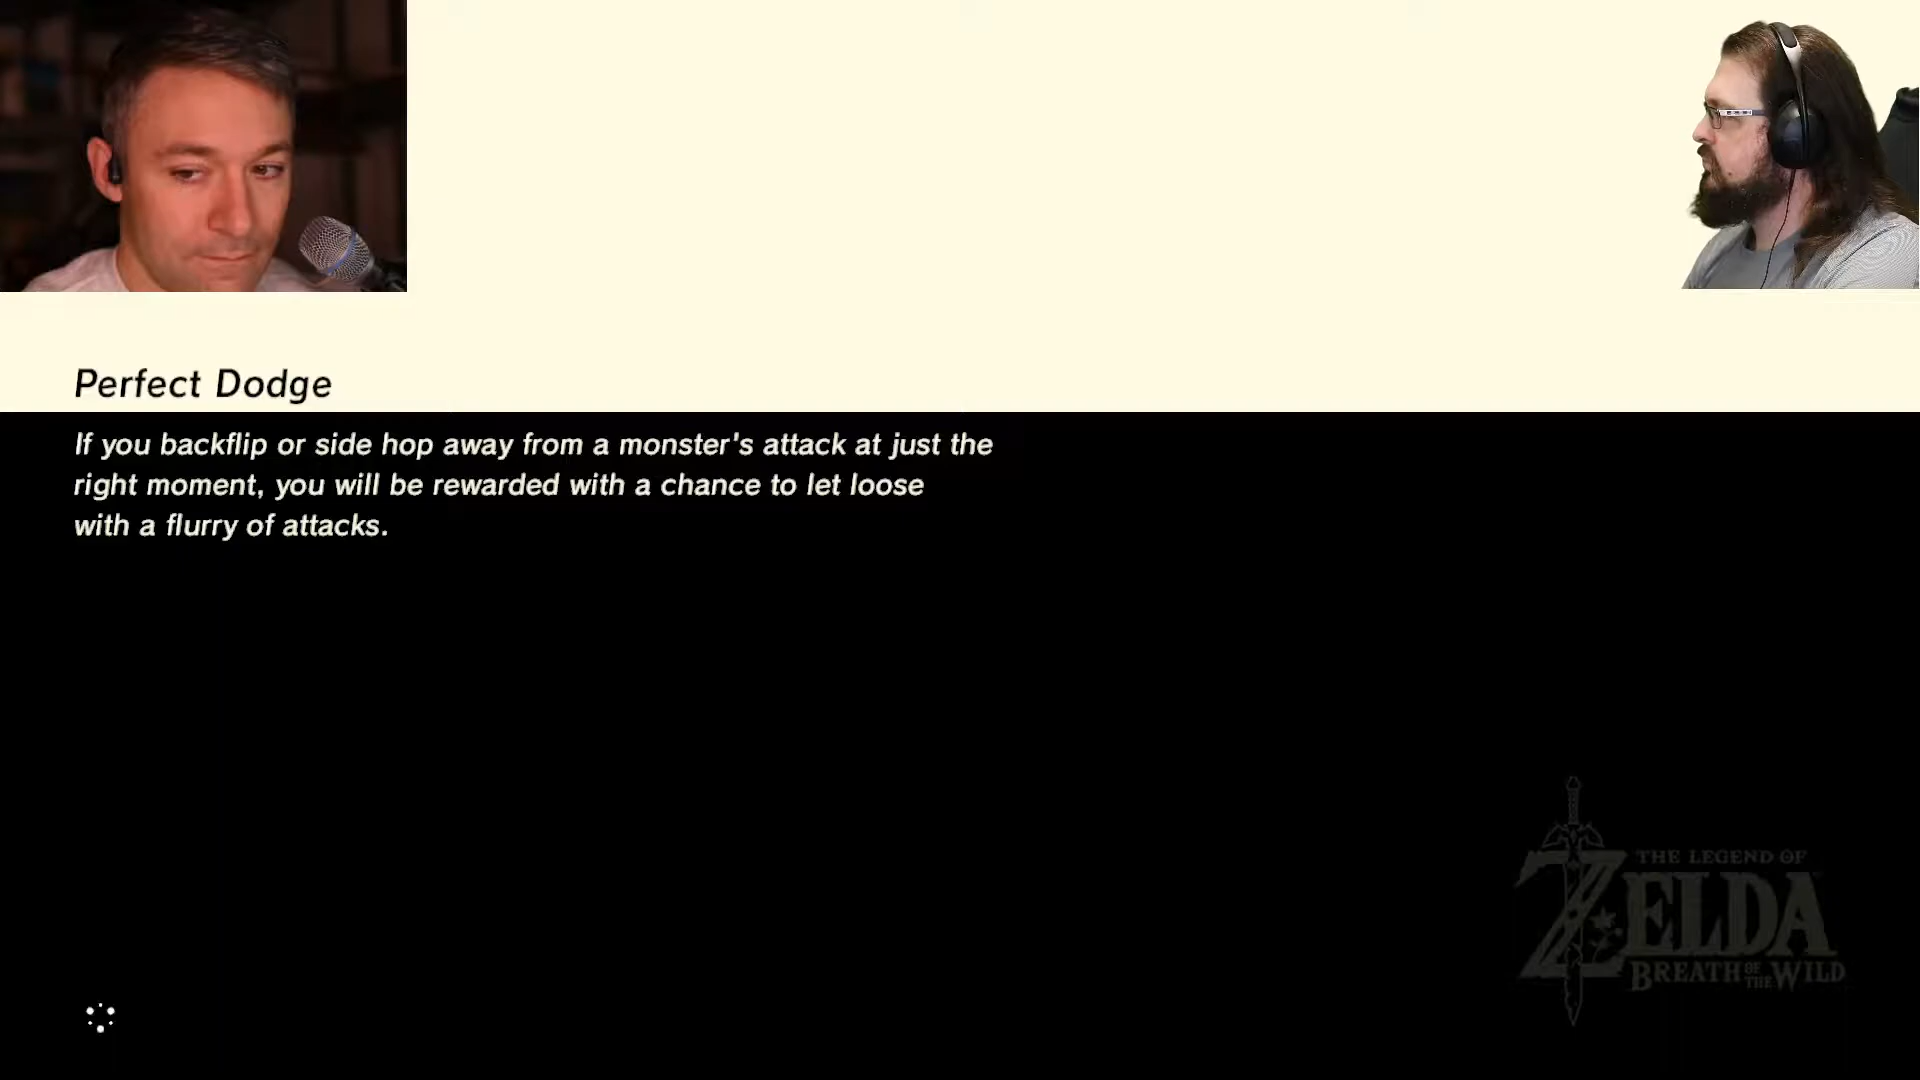 Perfect Dodge
If you backflip or side hop away from a monster's attack at just the
right moment, you will be rewarded with a chance to let loose
with a flurry of attacks.
THE LEGEND OF
ZELDA
BREATH OF THE WILD